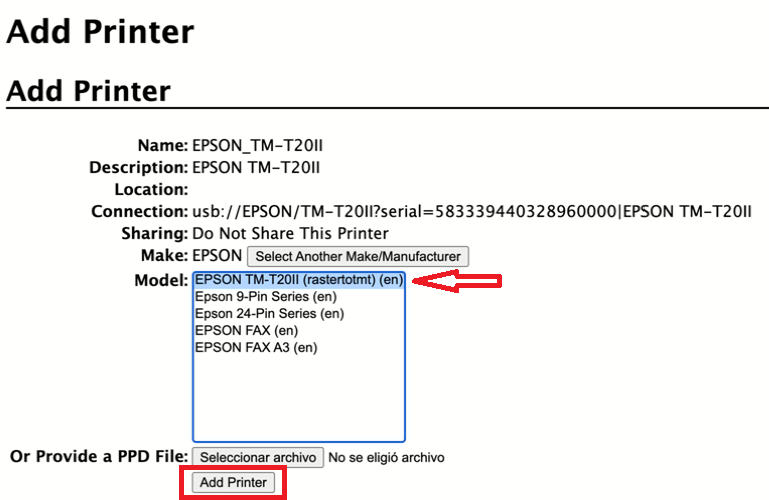 Add Printer
Add Printer
Name: EPSON_TM-T20II
Description: EPSON TM-T20II
Location:
Connection: usb://EPSON/TM-T20II?serial=583339440328960000|EPSON TM-T20II
Sharing: Do Not Share This Printer
Make: EPSON Select Another Make/Manufacturer
Model: EPSON TM-T20II (rastertotmt) (en)
Epson 9-Pin Series (en)
Epson 24-Pin Series (en)
EPSON FAX (en)
EPSON FAX A3 (en)
Or Provide a PPD File: Seleccionar archivo No se eligió archivo
Add Printer